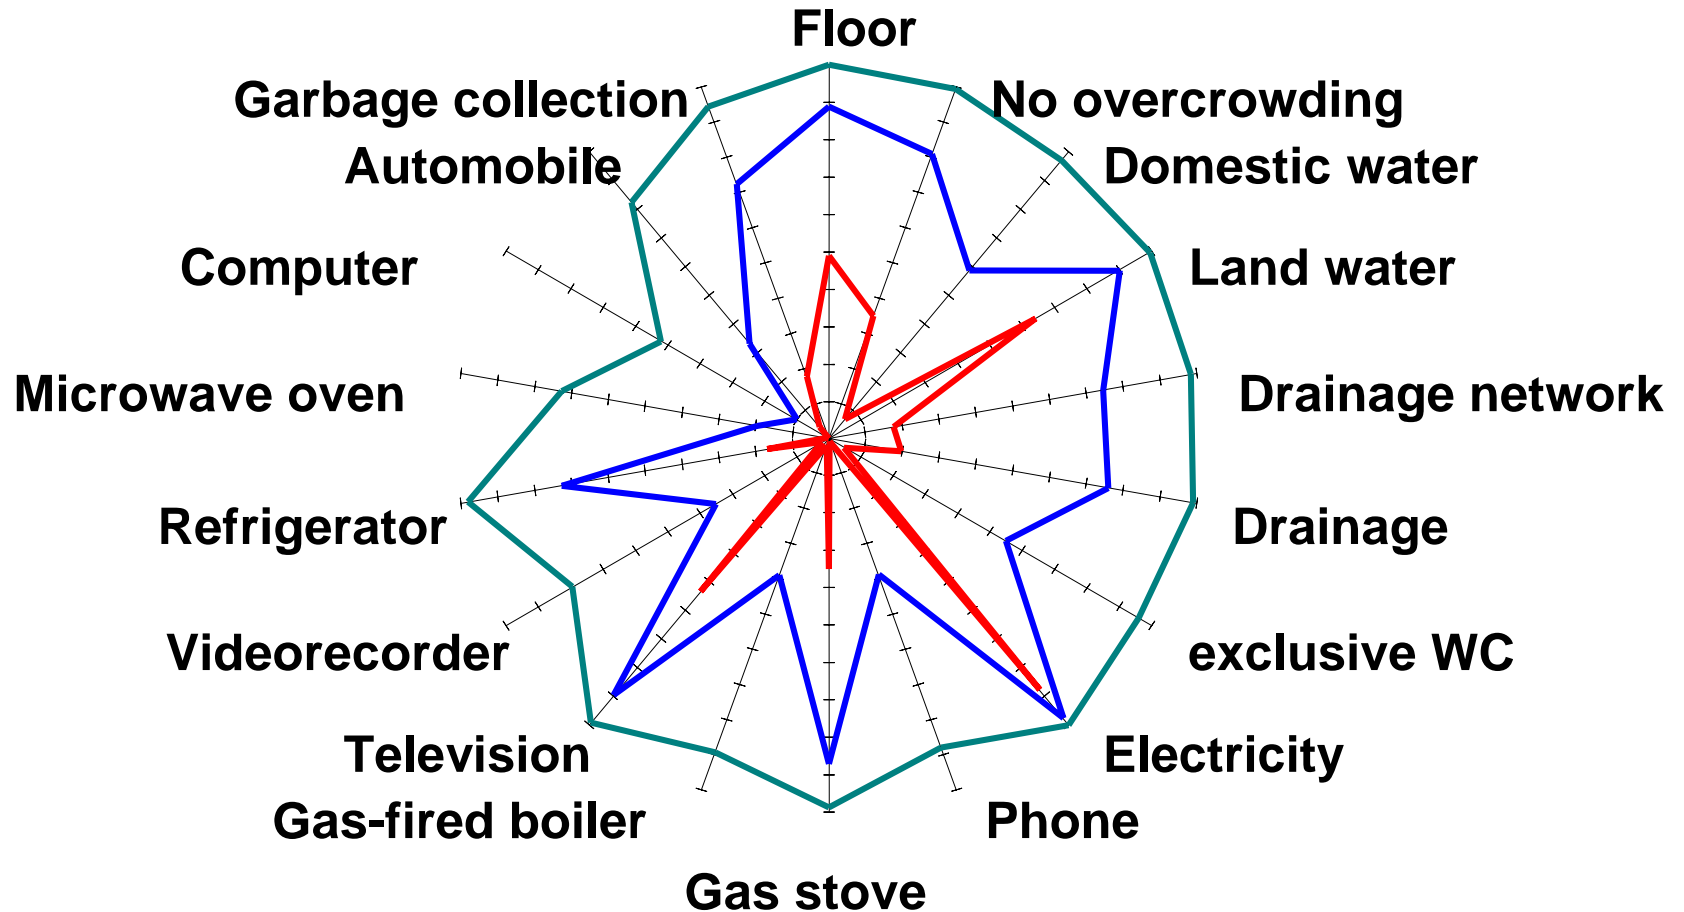 Floor
Garbage collection
No overcrowding
Automobile
Domestic water
Computer
Land water
Microwave oven
Drainage network
Refrigerator
Drainage
Videorecorder
exclusive WC
Television
Electricity
Gas-fired boiler
Phone
Gas stove